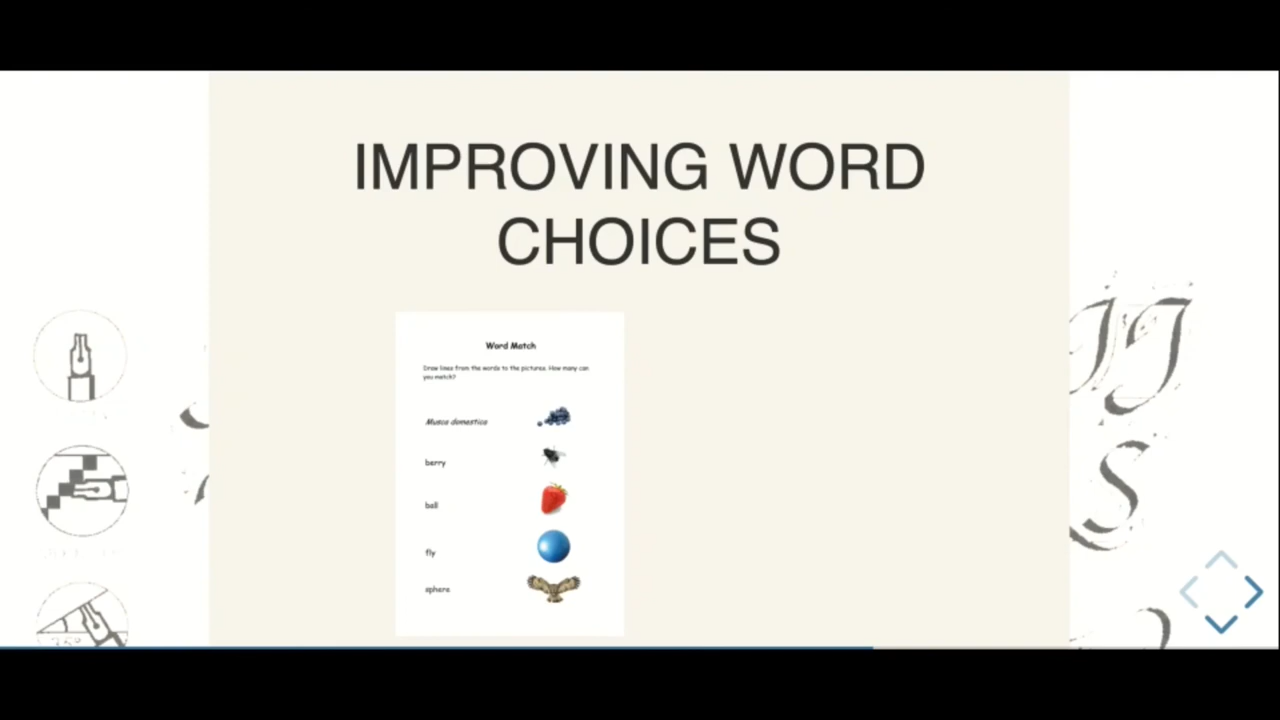 IMPROVING WORD
CHOICES
Word Match
Draw lines from the words to the pictures. How many can
you match?
Musca domestica
berry
ball
fly
sphere